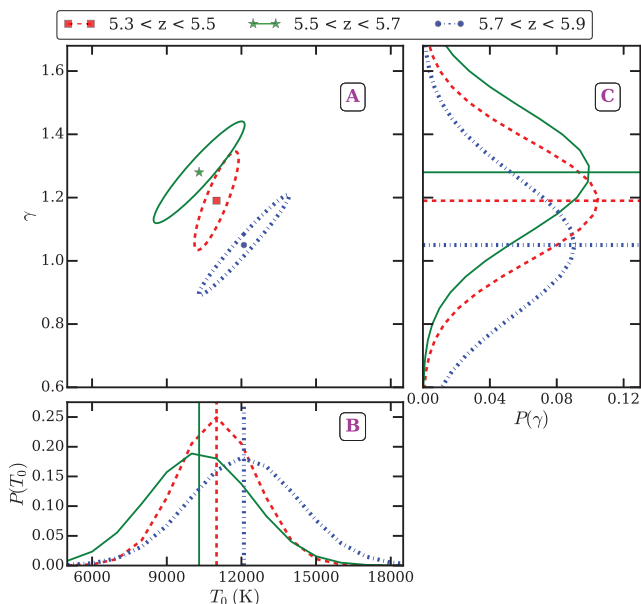 5.3 < z < 5.5 5.5 < z < 5.7 5.7 < z < 5.9
A
C
1.6
1.4
1.2
1.0
0.8
0.6
γ
0.00 0.04 0.08 0.12
P(γ)
B
0.25
0.20
0.15
0.10
0.05
0.00
P(T₀)
6000 9000 12000 15000 18000
T₀ (K)